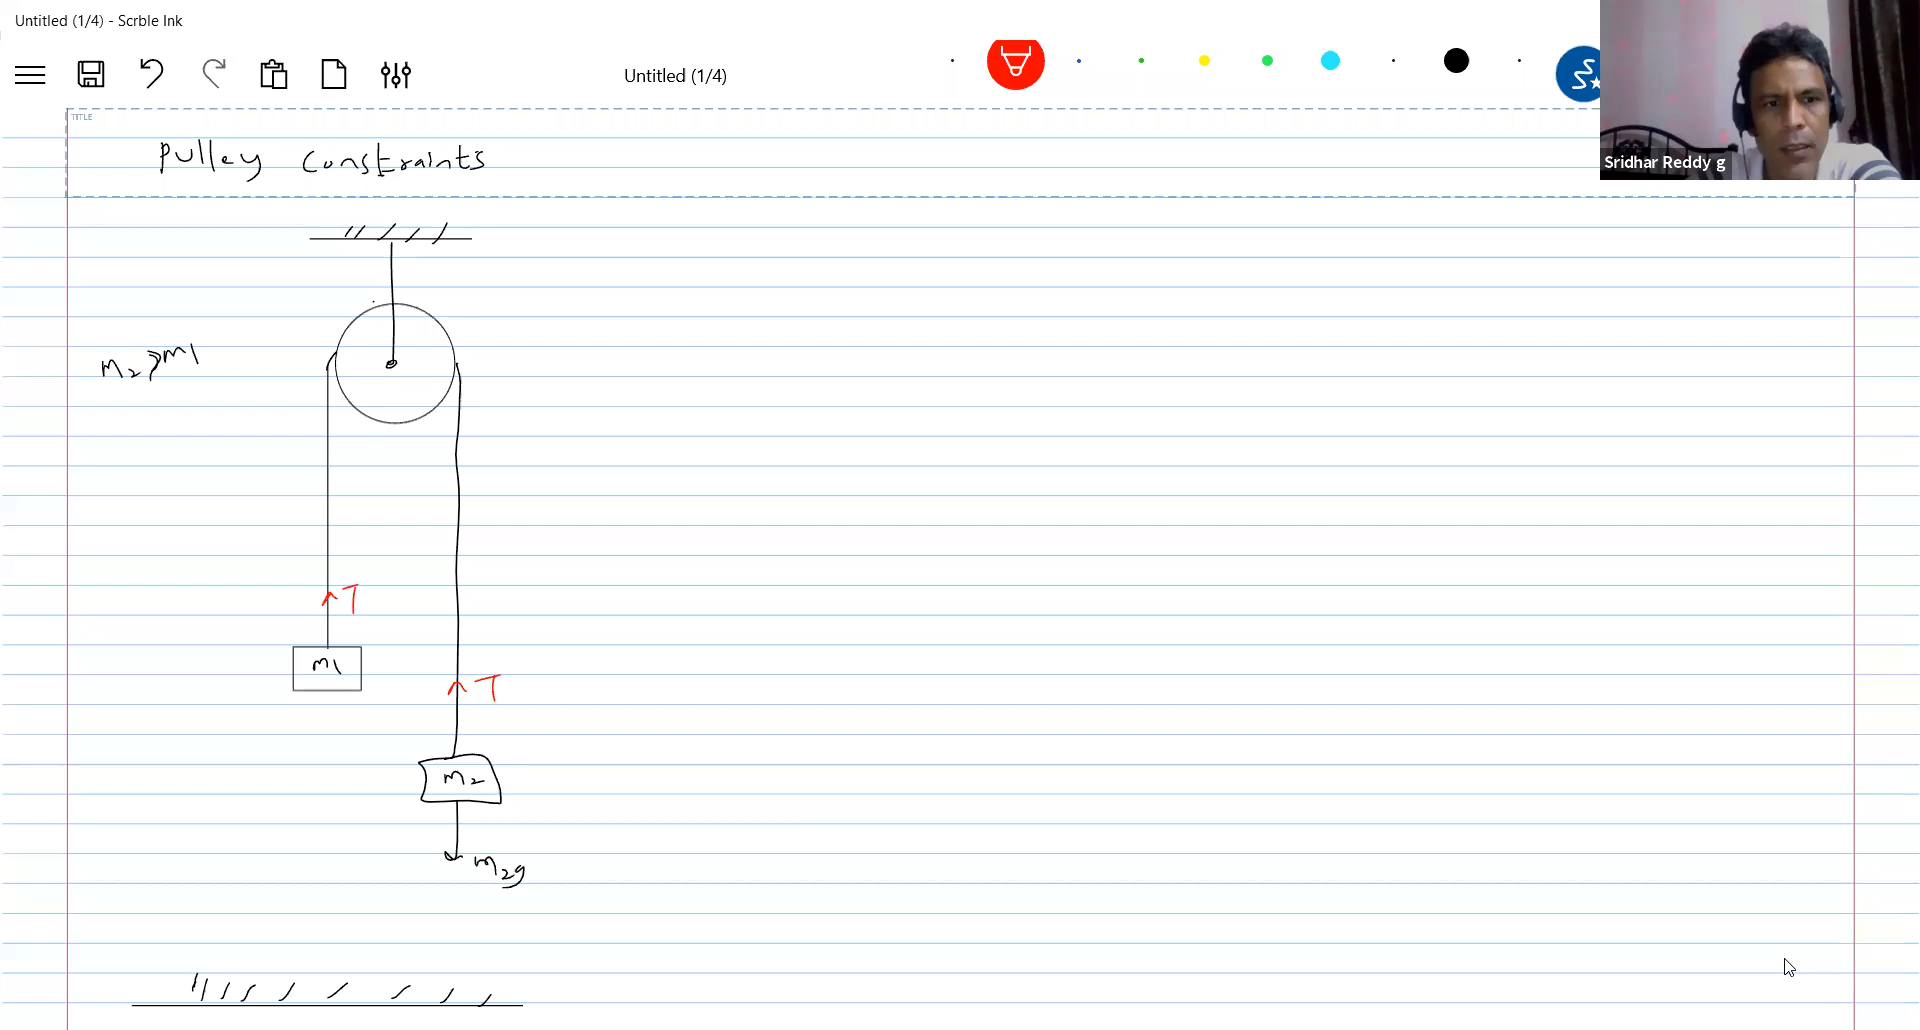 Untitled (1/4) - Scrble Ink
Untitled (1/4)
Sridhar Reddy g
TITLE
Pulley Constraints
m2 > m1
T
m1
T
m2
m2g